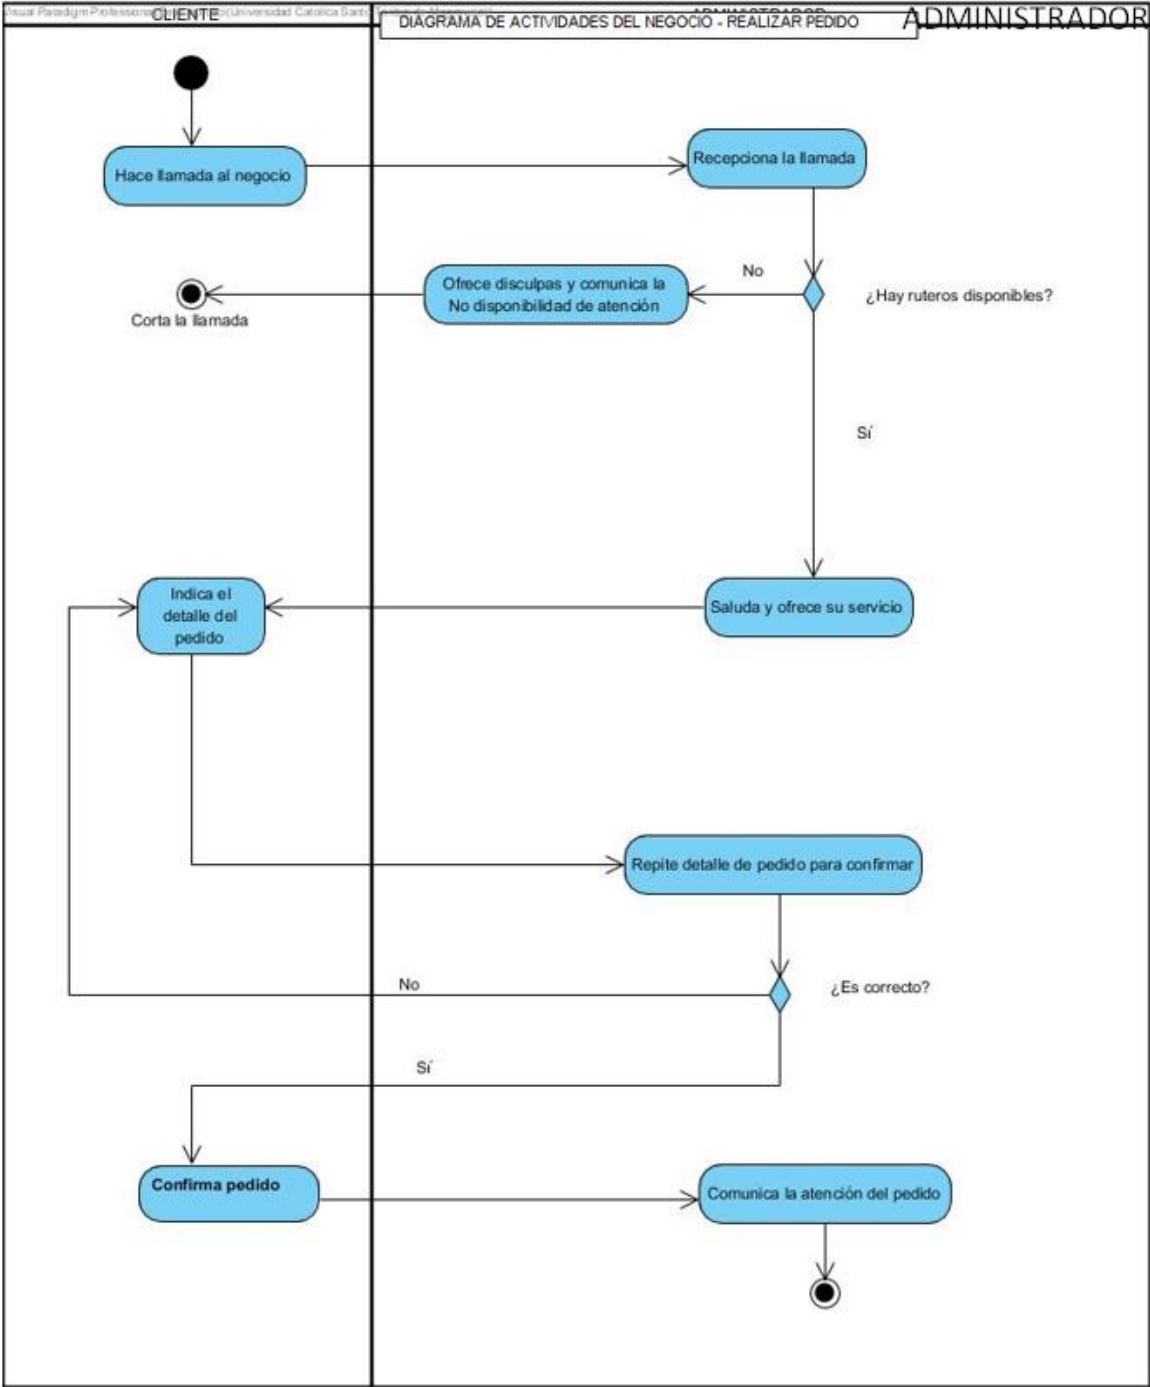 CLIENTE
DIAGRAMA DE ACTIVIDADES DEL NEGOCIO - REALIZAR PEDIDO
ADMINISTRADOR
Hace llamada al negocio
Recepciona la llamada
No
¿Hay ruteros disponibles?
Ofrece disculpas y comunica la
No disponibilidad de atención
Corta la llamada
Sí
Indica el
detalle del
pedido
Saluda y ofrece su servicio
Repite detalle de pedido para confirmar
No
¿Es correcto?
Sí
Confirma pedido
Comunica la atención del pedido